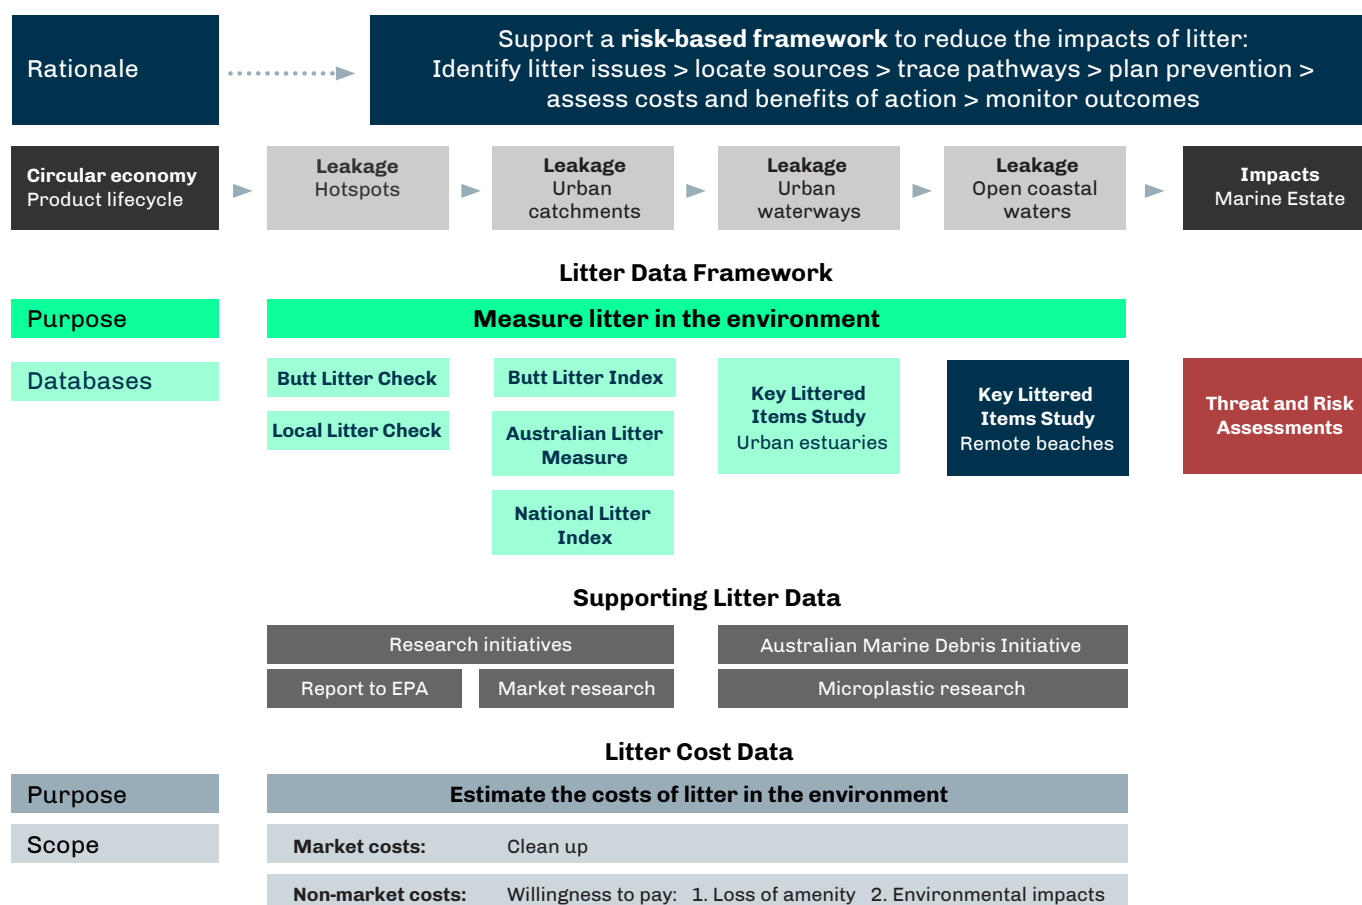 Rationale
Support a risk-based framework to reduce the impacts of litter:
Identify litter issues > locate sources > trace pathways > plan prevention >
assess costs and benefits of action > monitor outcomes
Circular economy
Product lifecycle
Leakage
Hotspots
Leakage
Urban
catchments
Leakage
Urban
waterways
Leakage
Open coastal
waters
Impacts
Marine Estate
Litter Data Framework
Purpose
Measure litter in the environment
Databases
Butt Litter Check
Local Litter Check
Butt Litter Index
Australian Litter
Measure
National Litter
Index
Key Littered
Items Study
Urban estuaries
Key Littered
Items Study
Remote beaches
Threat and Risk
Assessments
Supporting Litter Data
Research initiatives
Australian Marine Debris Initiative
Report to EPA
Market research
Microplastic research
Litter Cost Data
Purpose
Estimate the costs of litter in the environment
Scope
Market costs: Clean up
Non-market costs: Willingness to pay: 1. Loss of amenity 2. Environmental impacts